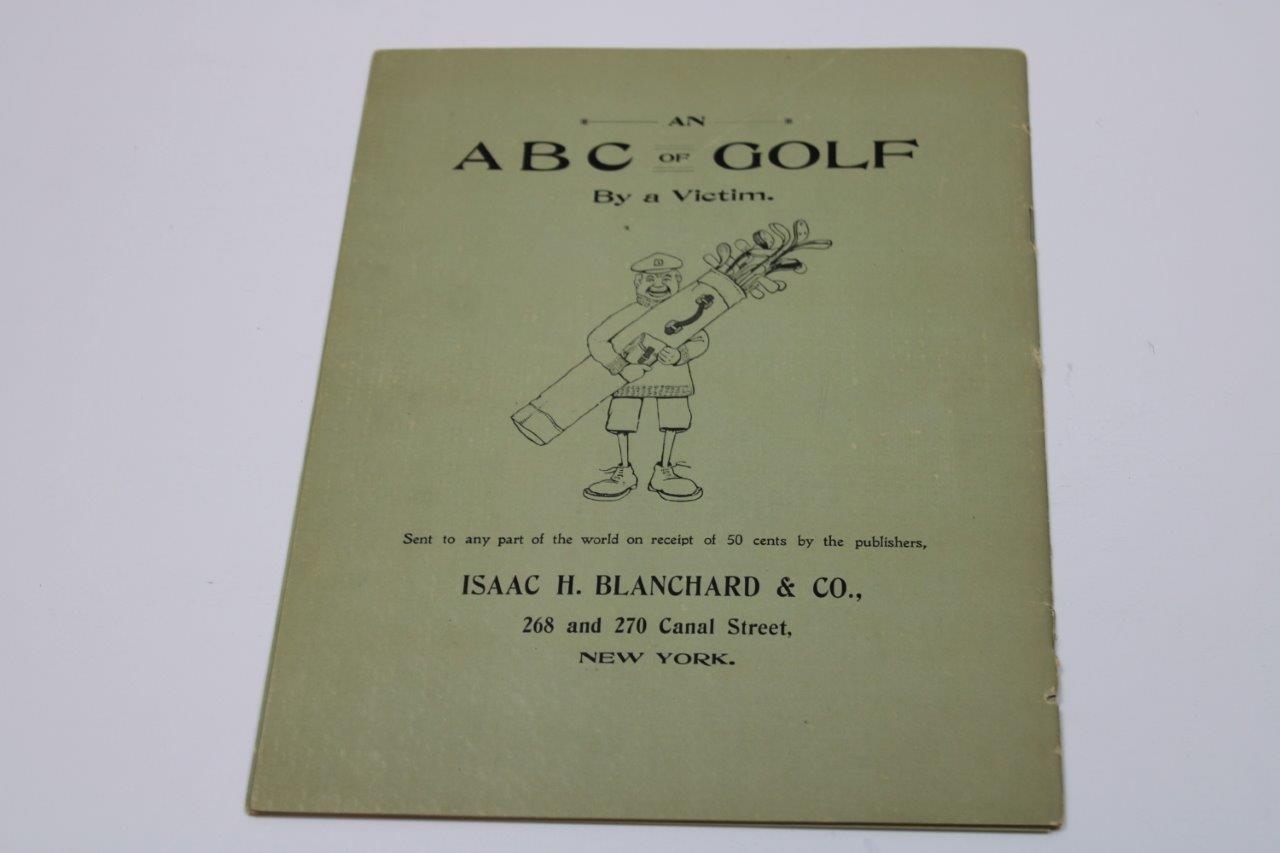 AN
ABC OF GOLF
By a Victim.
Sent to any part of the world on receipt of 50 cents by the publishers,
ISAAC H. BLANCHARD & CO.,
268 and 270 Canal Street,
NEW YORK.